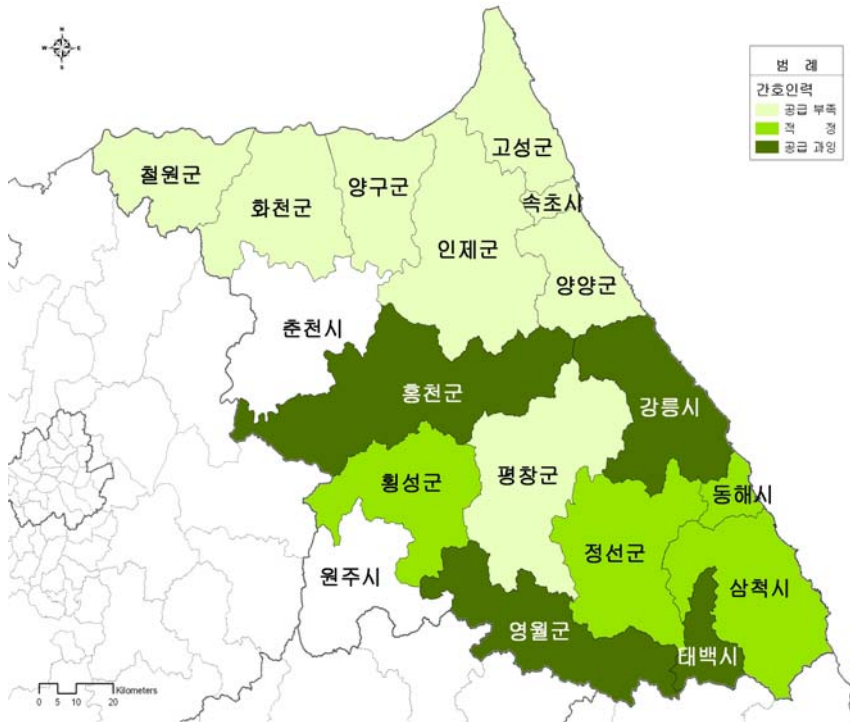 N
W E
S
범 례
간호인력
공급 부족
적 정
공급 과잉
고성군
철원군
화천군
양구군
속초시
인제군
양양군
춘천시
홍천군
강릉시
횡성군
평창군
동해시
정선군
원주시
삼척시
영월군
태백시
0 5 10 20 Kilometers